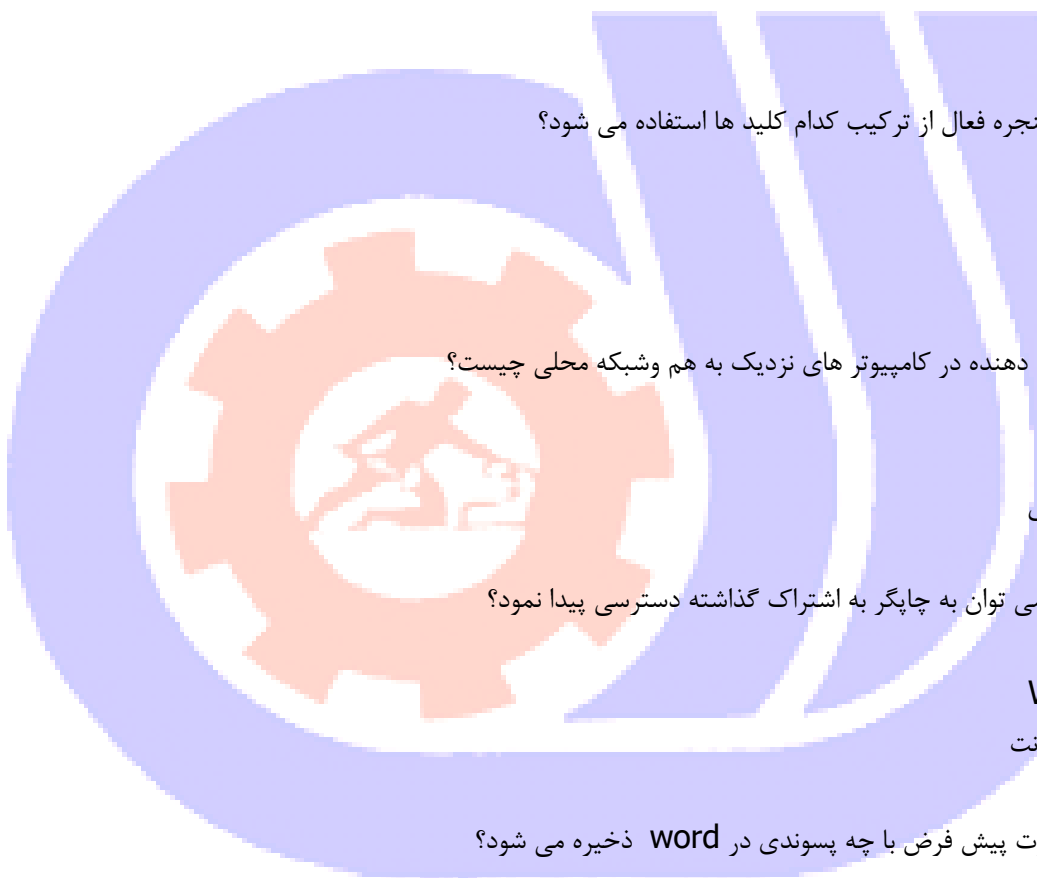 نجره فعال از ترکیب کدام کلید ها استفاده می شود؟
دهنده در کامپیوتر های نزدیک به هم وشبکه محلی چیست؟
ی توان به چاپگر به اشتراک گذاشته دسترسی پیدا نمود؟
نت
ت پیش فرض با چه پسوندی در word ذخیره می شود؟